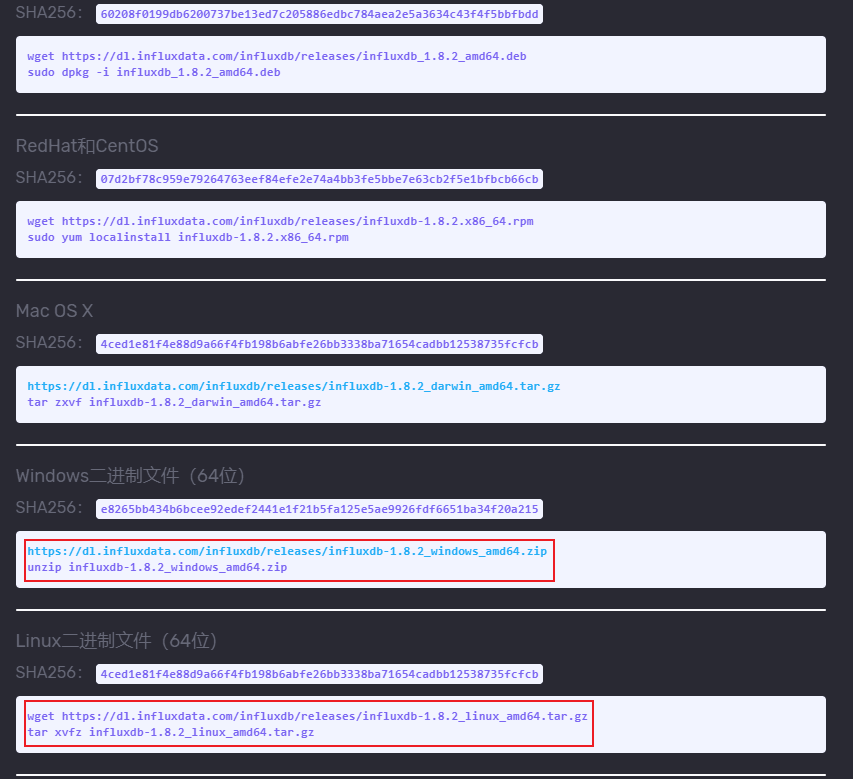 SHA256： 60208f0199db6200737be13ed7c205886edbc784aea2e5a3634c43f4f5bbfbdd
wget https://dl.influxdata.com/influxdb/releases/influxdb_1.8.2_amd64.deb
sudo dpkg -i influxdb_1.8.2_amd64.deb
RedHat和CentOS
SHA256： 07d2bf78c959e79264763eef84efe2e74a4bb3fe5bbe7e63cb2f5e1bfbcb66cb
wget https://dl.influxdata.com/influxdb/releases/influxdb-1.8.2.x86_64.rpm
sudo yum localinstall influxdb-1.8.2.x86_64.rpm
Mac OS X
SHA256： 4ced1e81f4e88d9a66f4fb198b6abfe26bb3338ba71654cadbb12538735fcfcb
https://dl.influxdata.com/influxdb/releases/influxdb-1.8.2_darwin_amd64.tar.gz
tar zxvf influxdb-1.8.2_darwin_amd64.tar.gz
Windows二进制文件（64位）
SHA256： e8265bb434b6bcee92edef2441e1f21b5fa125e5ae9926fdf6651ba34f20a215
https://dl.influxdata.com/influxdb/releases/influxdb-1.8.2_windows_amd64.zip
unzip influxdb-1.8.2_windows_amd64.zip
Linux二进制文件（64位）
SHA256： 4ced1e81f4e88d9a66f4fb198b6abfe26bb3338ba71654cadbb12538735fcfcb
wget https://dl.influxdata.com/influxdb/releases/influxdb-1.8.2_linux_amd64.tar.gz
tar xvfz influxdb-1.8.2_linux_amd64.tar.gz